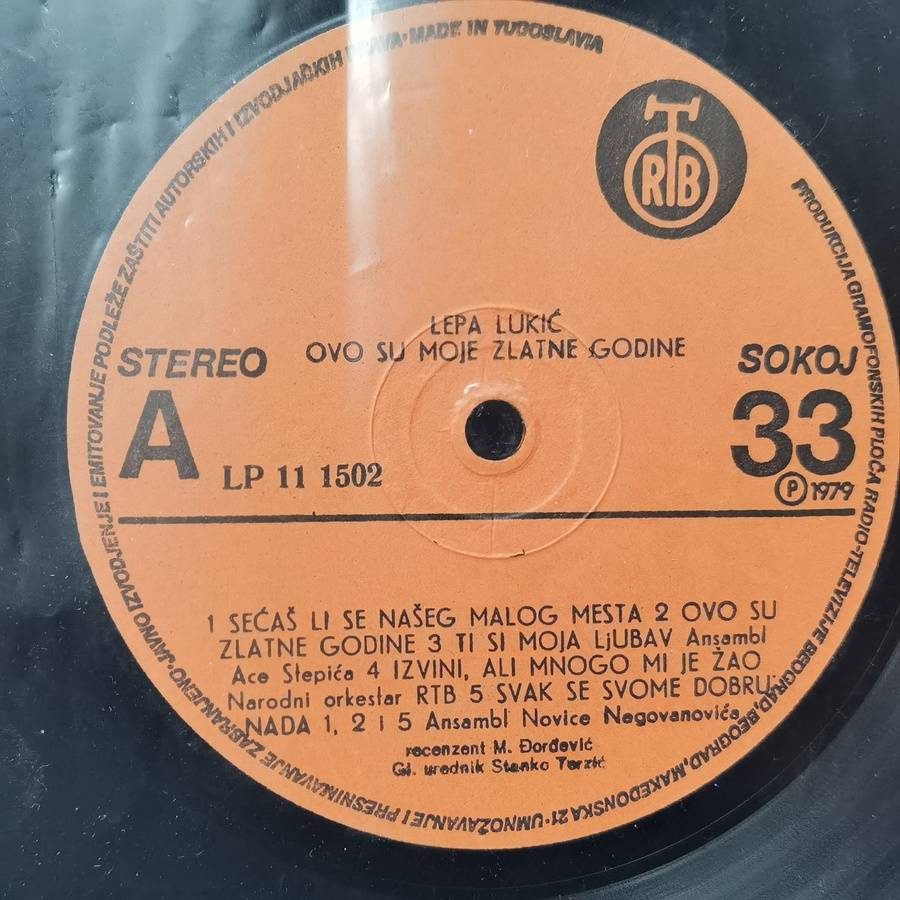 PRODUKCIJA GRAMOFONSKIH PLOČA RADIO-TELEVIZIJE BEOGRAD, BEOGRAD, MAKEDONSKA 21 · UMNOŽAVANJE I PRESNIMAVANJE ZABRANJENO · JAVNO IZVODJENJE I EMITOVANJE PODLEŽE ZAŠTITI AUTORSKIH I IZVODJAČKIH PRAVA · MADE IN YUGOSLAVIA
RTB
LEPA LUKIĆ
OVO SU MOJE ZLATNE GODINE
STEREO
SOKOJ
A
33
LP 11 1502
Ⓟ 1979
1 SEĆAŠ LI SE NAŠEG MALOG MESTA 2 OVO SU
ZLATNE GODINE 3 TI SI MOJA LjUBAV Ansambl
Ace Stepića 4 IZVINI, ALI MNOGO MI JE ŽAO
Narodni orkestar RTB 5 SVAK SE SVOME DOBRU
NADA 1, 2 i 5 Ansambl Novice Negovanovića
recenzent M. Đorđević
Gl. urednik Stanko Terzić